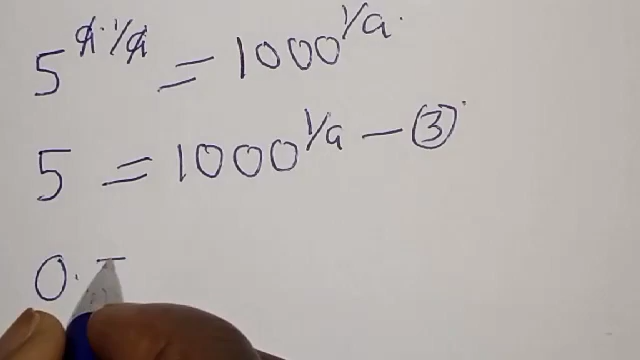 5^(a·1/a) = 1000^(1/a)
5 = 1000^(1/a) — ③
0.